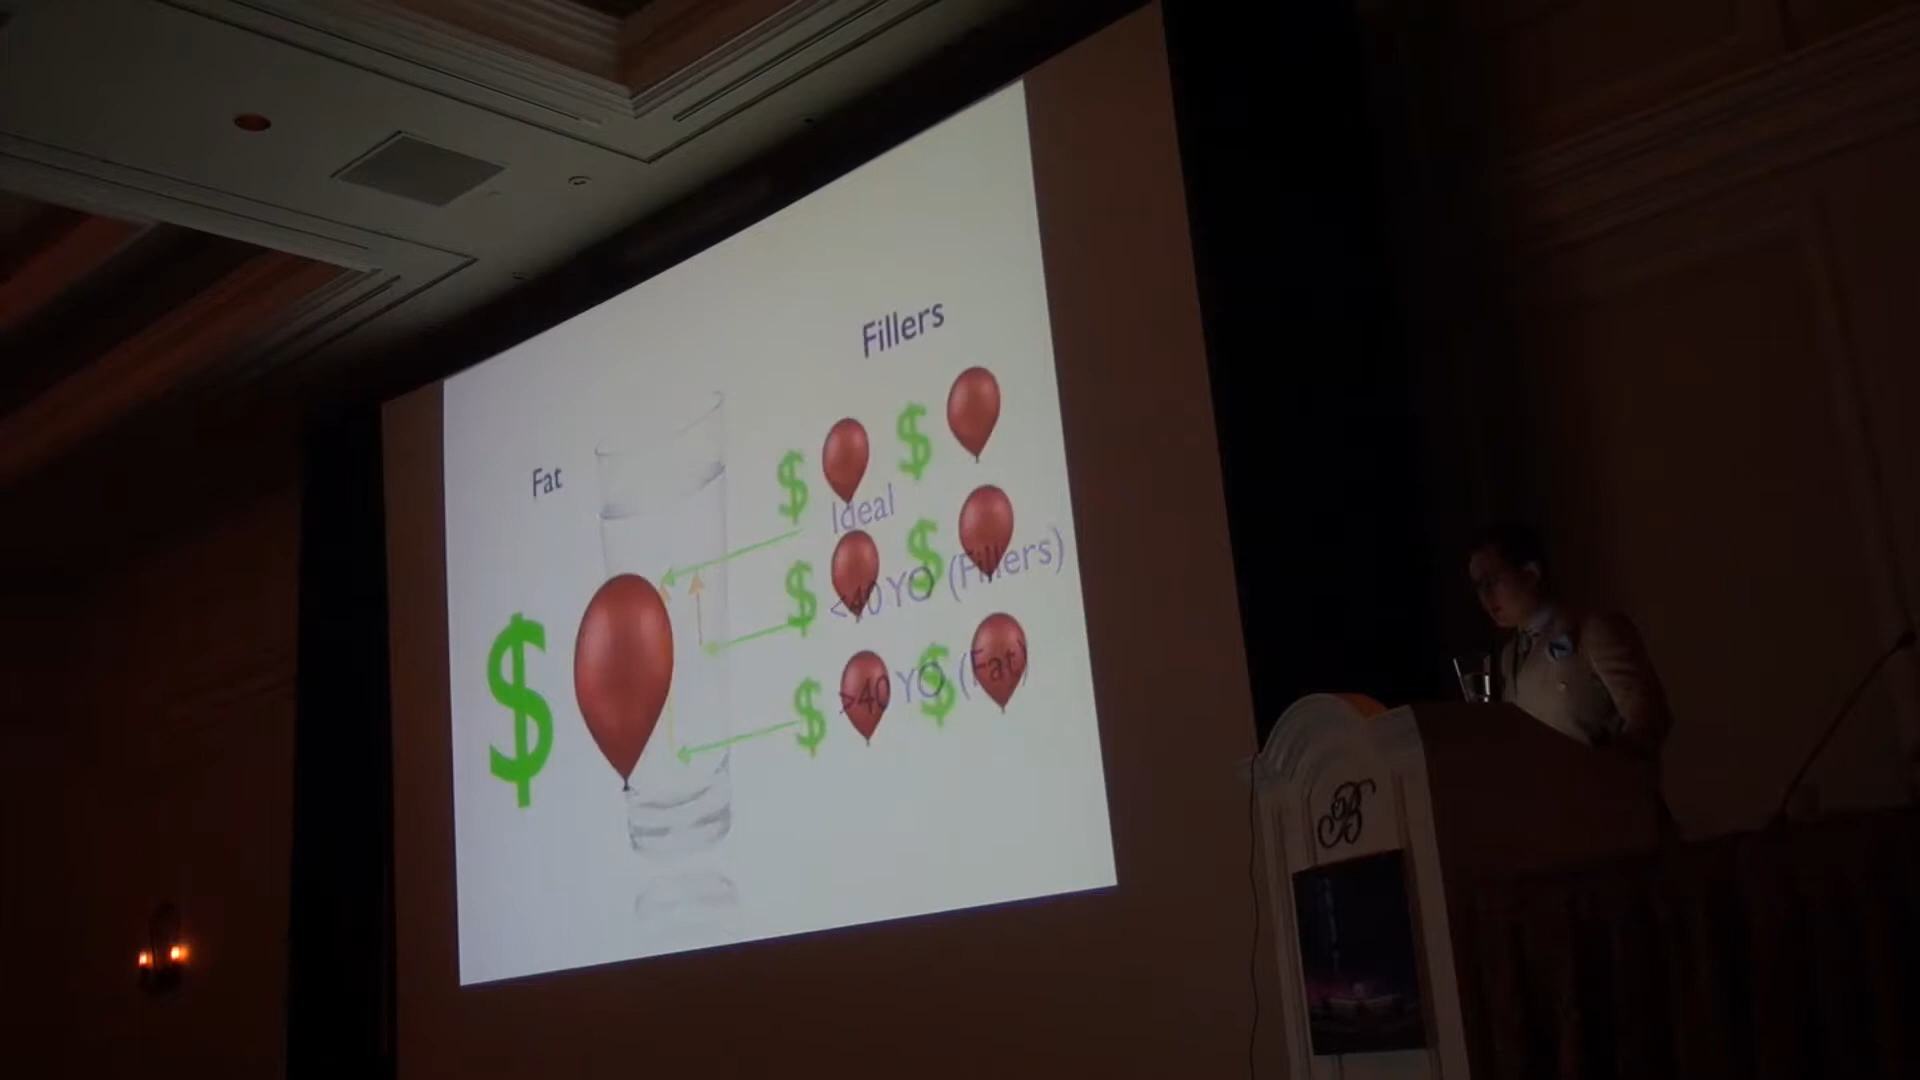 Fillers
Fat
$ $
Ideal
$ $
<40 YO (Fillers)
$
>40 YO (Fat)
$ $
B